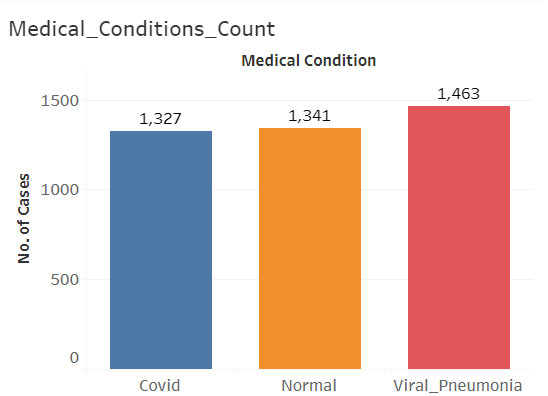 Medical_Conditions_Count
Medical Condition
1500
1000
500
0
No. of Cases
1,327
1,341
1,463
Covid
Normal
Viral_Pneumonia